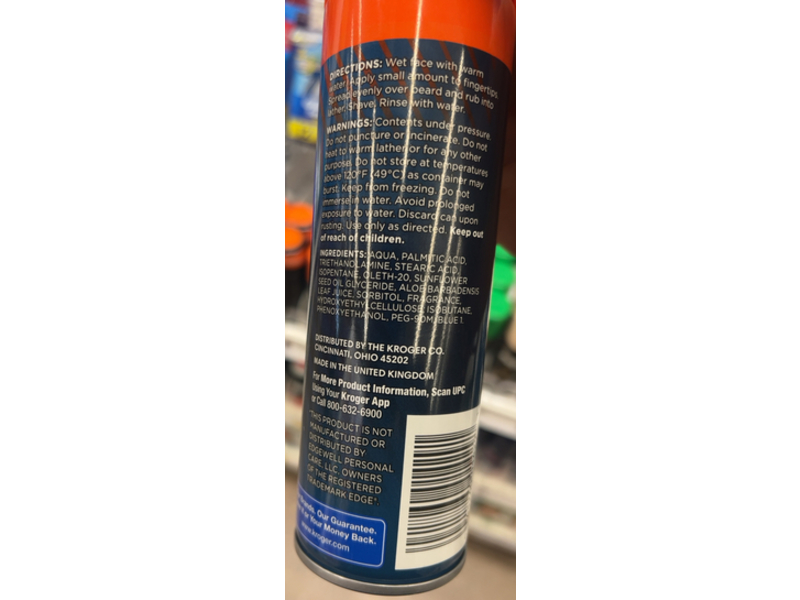 DIRECTIONS: Wet face with warm
water. Apply small amount to fingertips.
Spread evenly over beard and rub into
lather. Shave. Rinse with water.
WARNINGS: Contents under pressure.
Do not puncture or incinerate. Do not
heat to warm lather or for any other
purpose. Do not store at temperatures
above 120°F (49°C) as container may
burst. Keep from freezing. Do not
immerse in water. Avoid prolonged
exposure to water. Discard can upon
rusting. Use only as directed. Keep out
of reach of children.
INGREDIENTS: AQUA, PALMITIC ACID,
TRIETHANOLAMINE, STEARIC ACID,
ISOPENTANE, OLETH-20, SUNFLOWER
SEED OIL GLYCERIDE, ALOE BARBADENSIS
LEAF JUICE, SORBITOL, FRAGRANCE,
HYDROXYETHYLCELLULOSE, ISOBUTANE,
PHENOXYETHANOL, PEG-90M, BLUE 1.
DISTRIBUTED BY THE KROGER CO.
CINCINNATI, OHIO 45202
MADE IN THE UNITED KINGDOM
For More Product Information, Scan UPC
Using Your Kroger App
or Call 800-632-6900
*THIS PRODUCT IS NOT
MANUFACTURED OR
DISTRIBUTED BY
EDGEWELL PERSONAL
CARE, LLC. OWNERS
OF THE REGISTERED
TRADEMARK EDGE®
Brands. Our Guarantee.
It or Your Money Back.
www.kroger.com